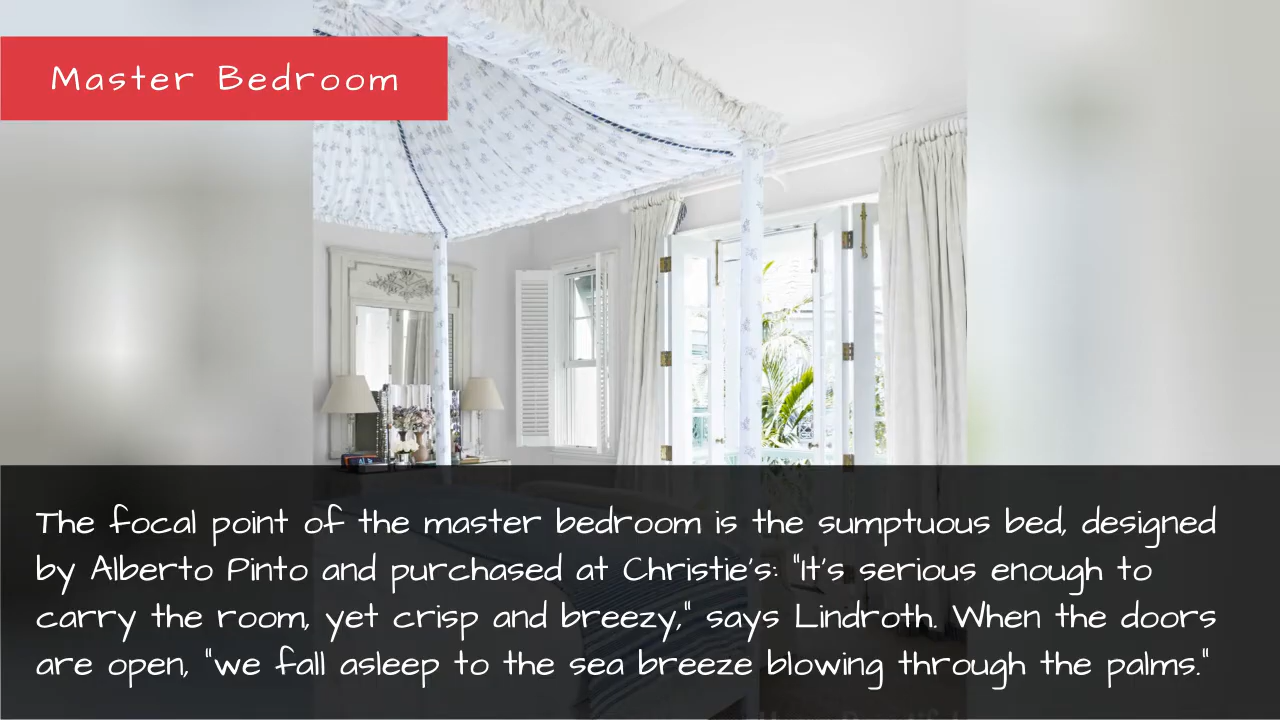 Master Bedroom
The focal point of the master bedroom is the sumptuous bed, designed
by Alberto Pinto and purchased at Christie's: "It's serious enough to
carry the room, yet crisp and breezy," says Lindroth. When the doors
are open, "we fall asleep to the sea breeze blowing through the palms."